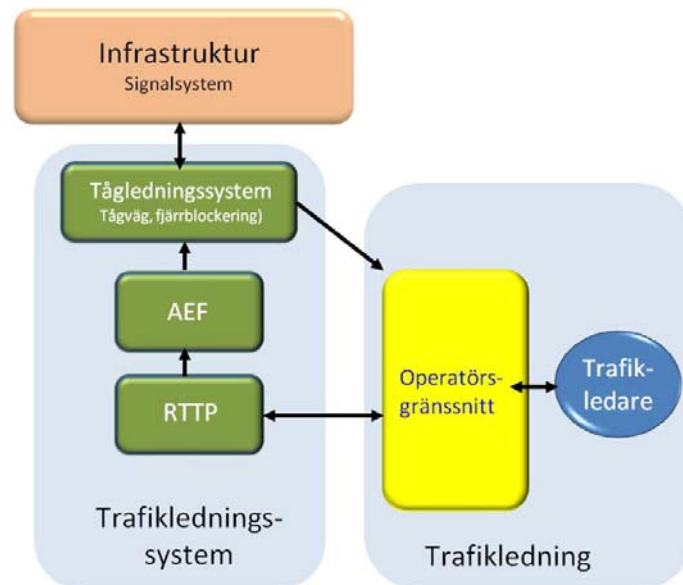 Infrastruktur
Signalsystem
Tågledningssystem
Tågväg, fjärrblockering)
AEF
RTTP
Trafiklednings-
system
Operatörs-
gränssnitt
Trafik-
ledare
Trafikledning